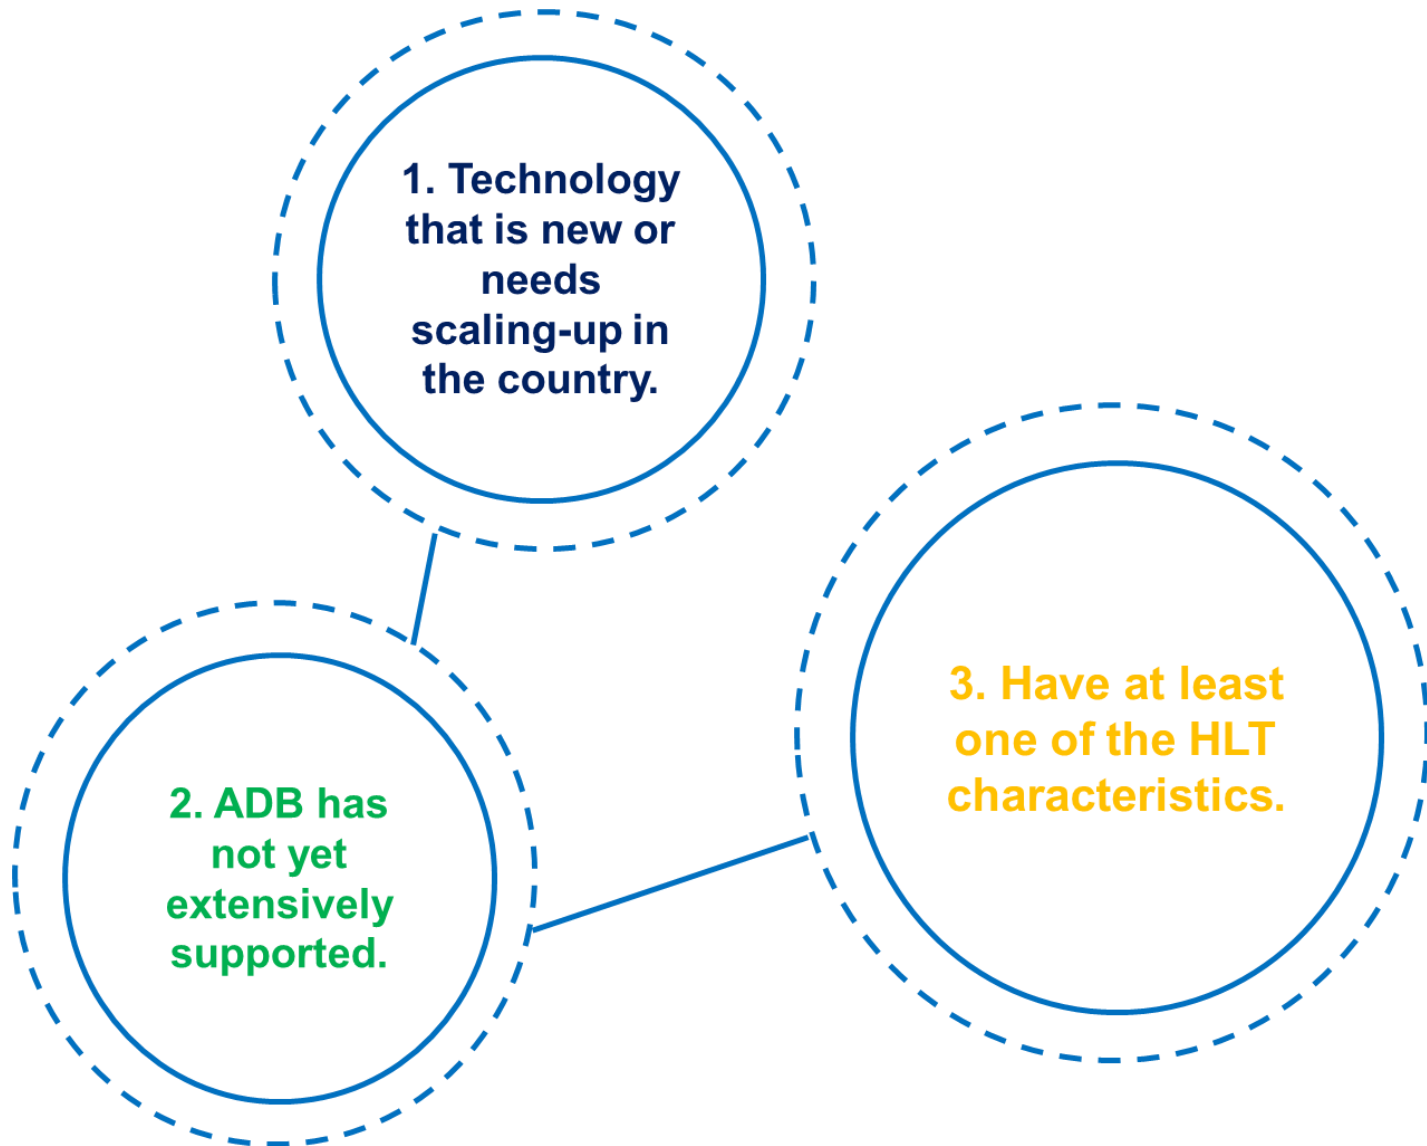 1. Technology
that is new or
needs
scaling-up in
the country.
2. ADB has
not yet
extensively
supported.
3. Have at least
one of the HLT
characteristics.